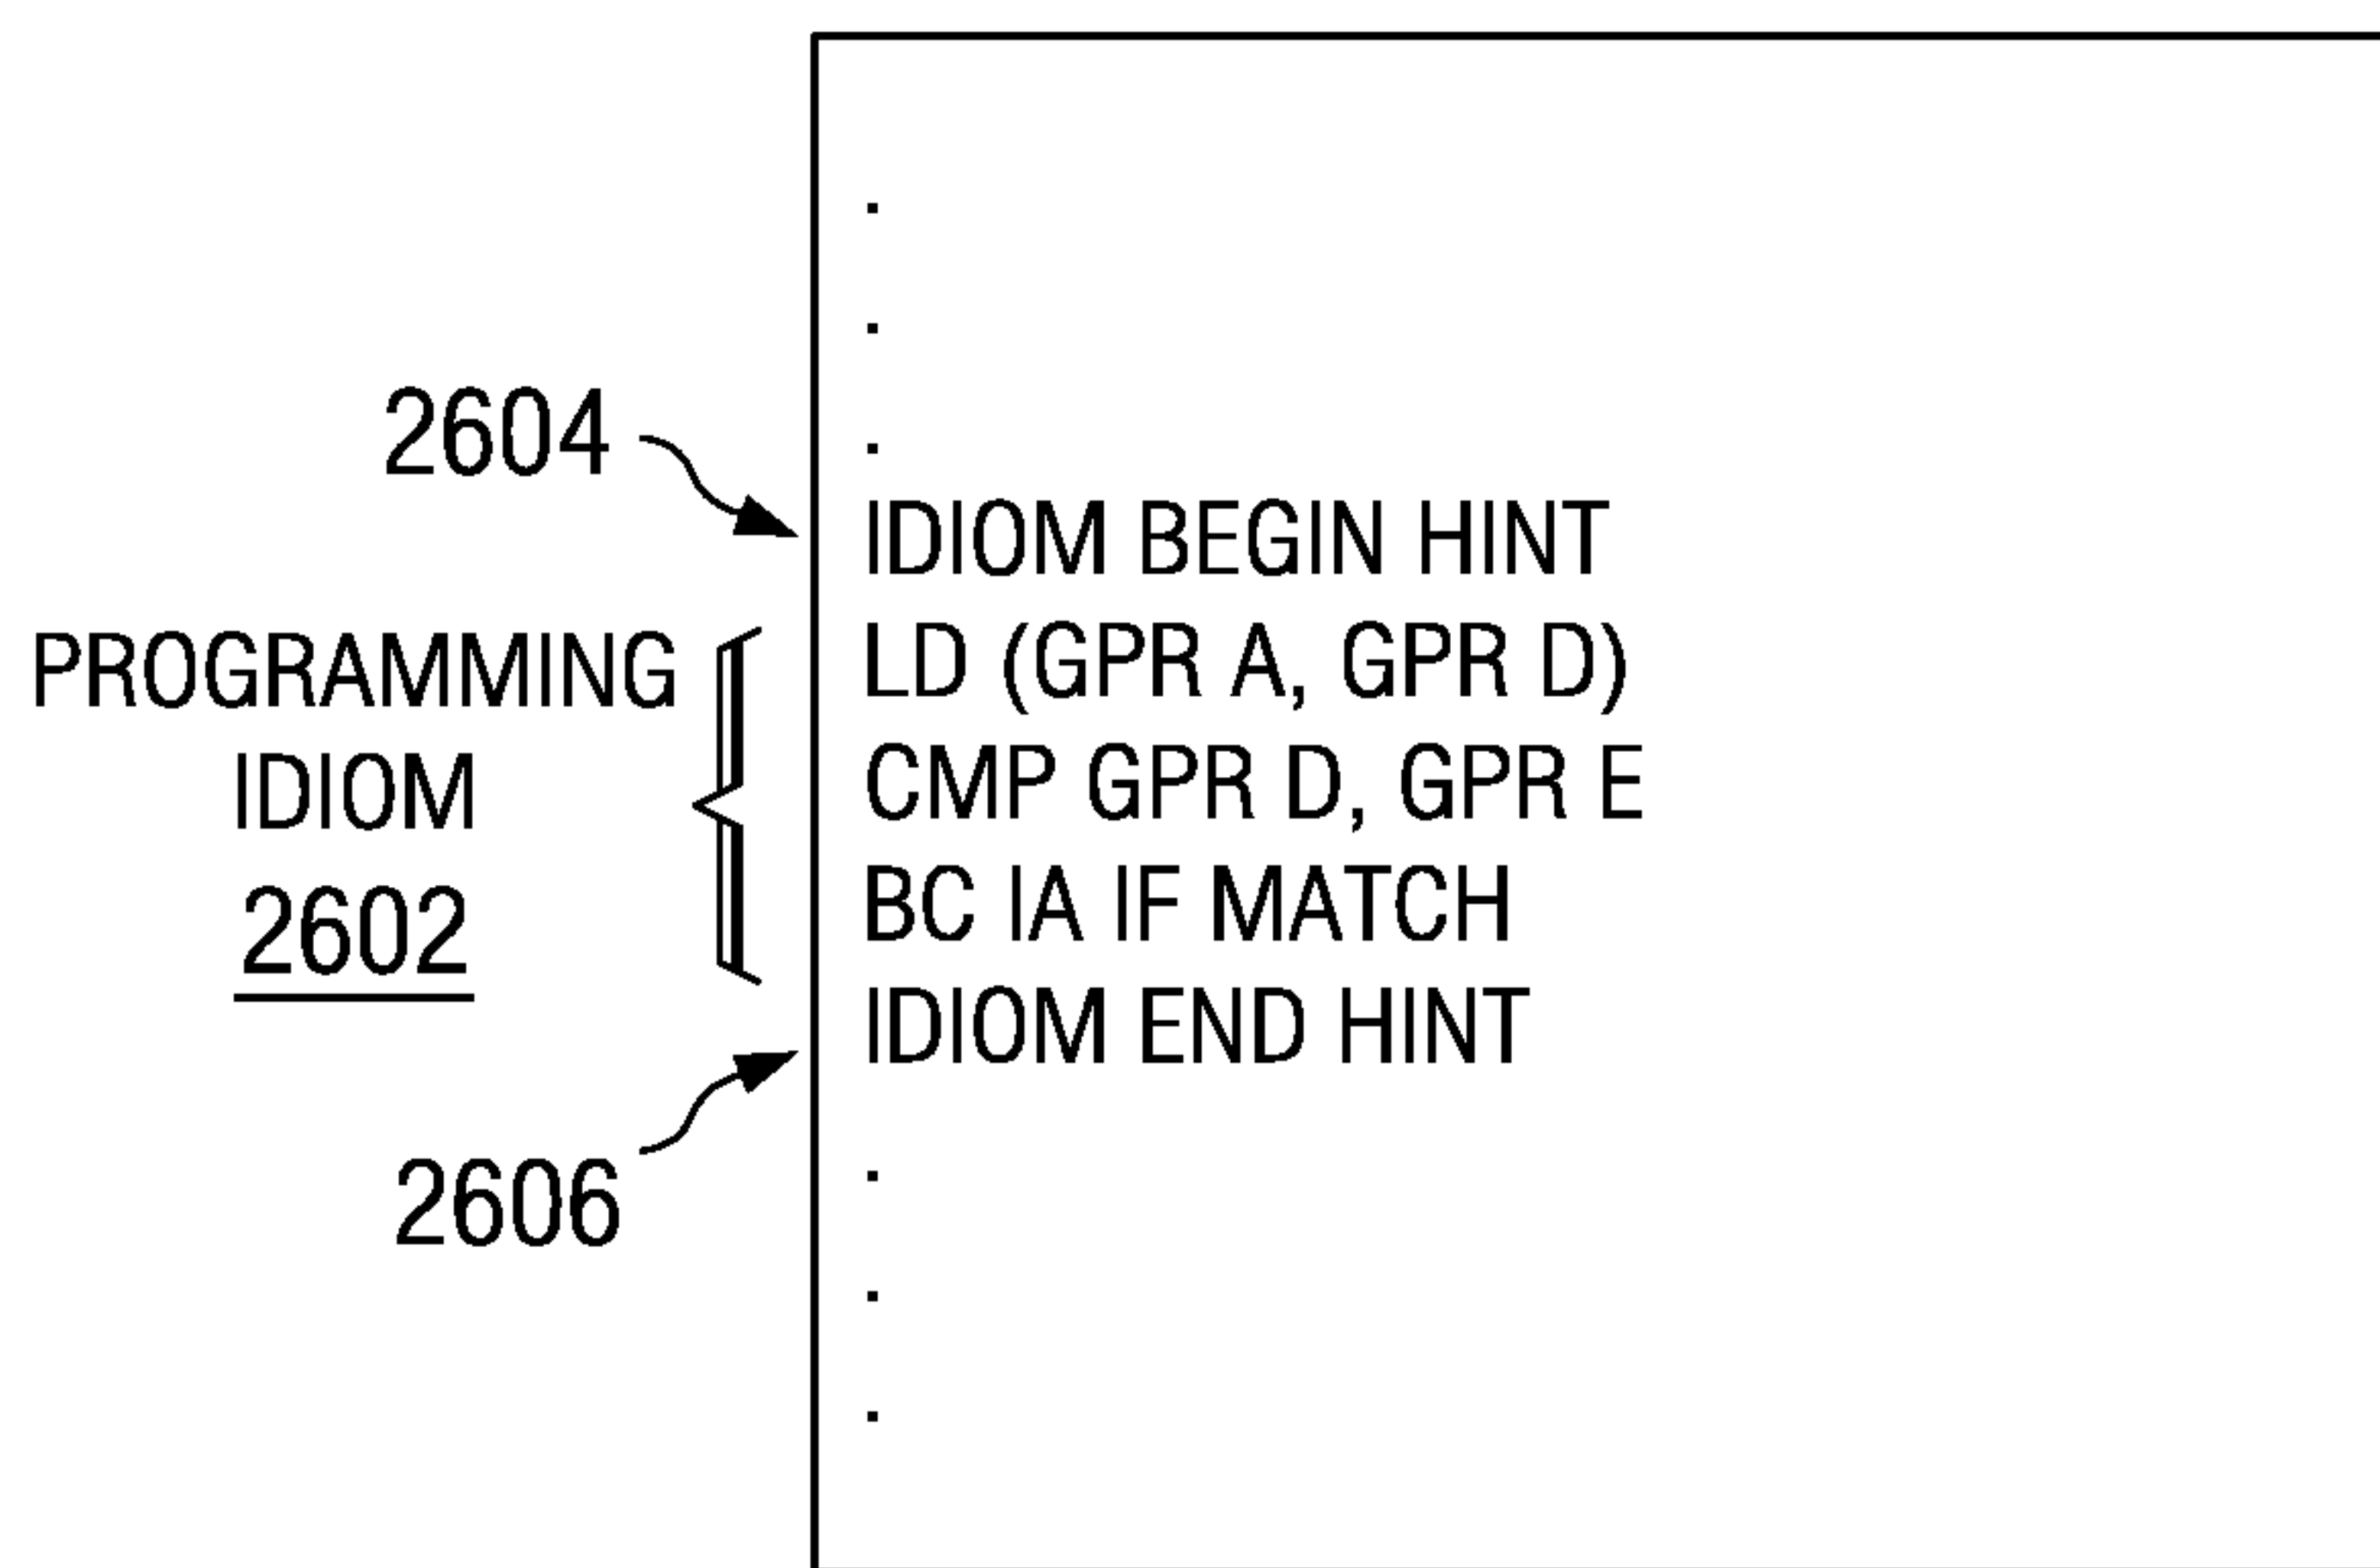 .
.
2604
.
IDIOM BEGIN HINT
PROGRAMMING
IDIOM
2602
LD (GPR A, GPR D)
CMP GPR D, GPR E
BC IA IF MATCH
IDIOM END HINT
2606
.
.
.